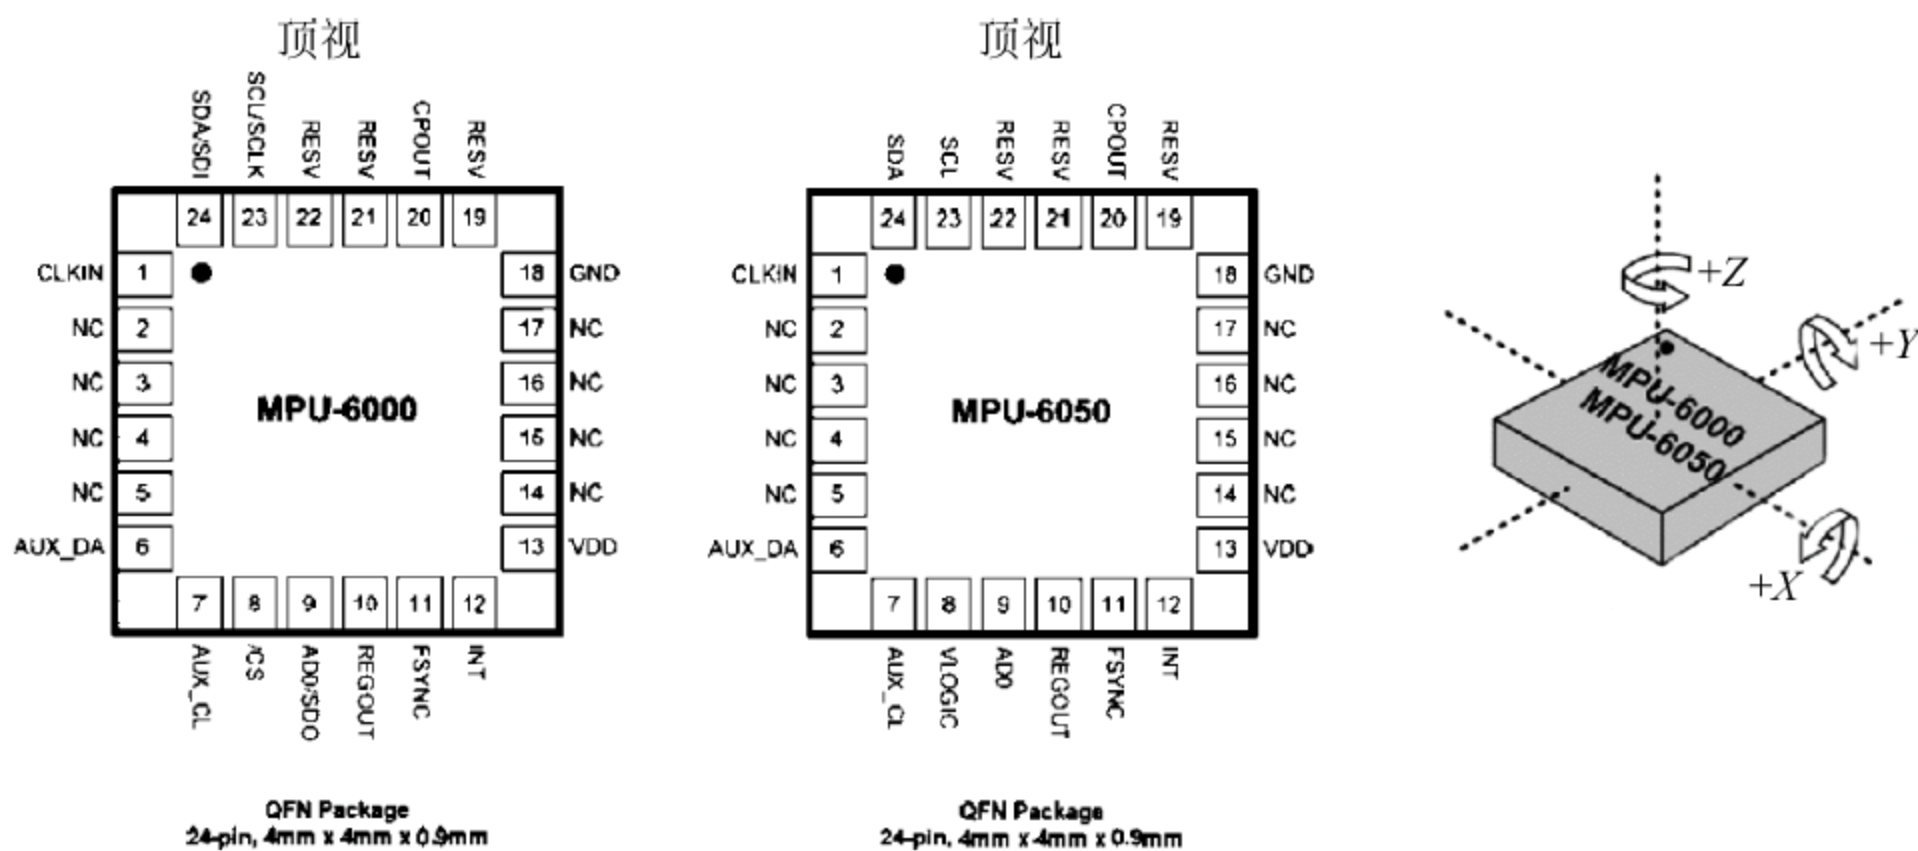 顶视
SDA/SDI
SCL/SCLK
RESV
RESV
CPOUT
RESV
24 23 22 21 20 19
CLKIN 1 18 GND
NC 2 17 NC
NC 3 16 NC
MPU-6000
NC 4 15 NC
NC 5 14 NC
AUX_DA 6 13 VDD
7 8 9 10 11 12
AUX_CL
/CS
AD0/SDO
REGOUT
FSYNC
INT
QFN Package
24-pin, 4mm x 4mm x 0.9mm
顶视
SDA
SCL
RESV
RESV
CPOUT
RESV
24 23 22 21 20 19
CLKIN 1 18 GND
NC 2 17 NC
NC 3 16 NC
MPU-6050
NC 4 15 NC
NC 5 14 NC
AUX_DA 6 13 VDD
7 8 9 10 11 12
AUX_CL
VLOGIC
AD0
REGOUT
FSYNC
INT
QFN Package
24-pin, 4mm x 4mm x 0.9mm
+Z
+Y
MPU-6000
MPU-6050
+X